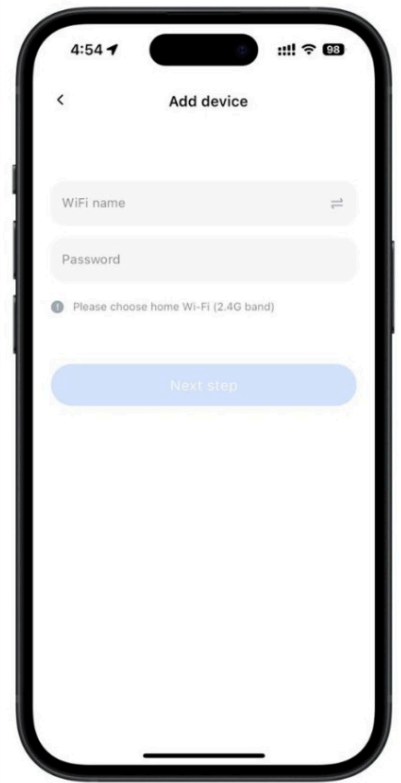 4:54
98
Add device
WiFi name
Password
Please choose home Wi-Fi (2.4G band)
Next step